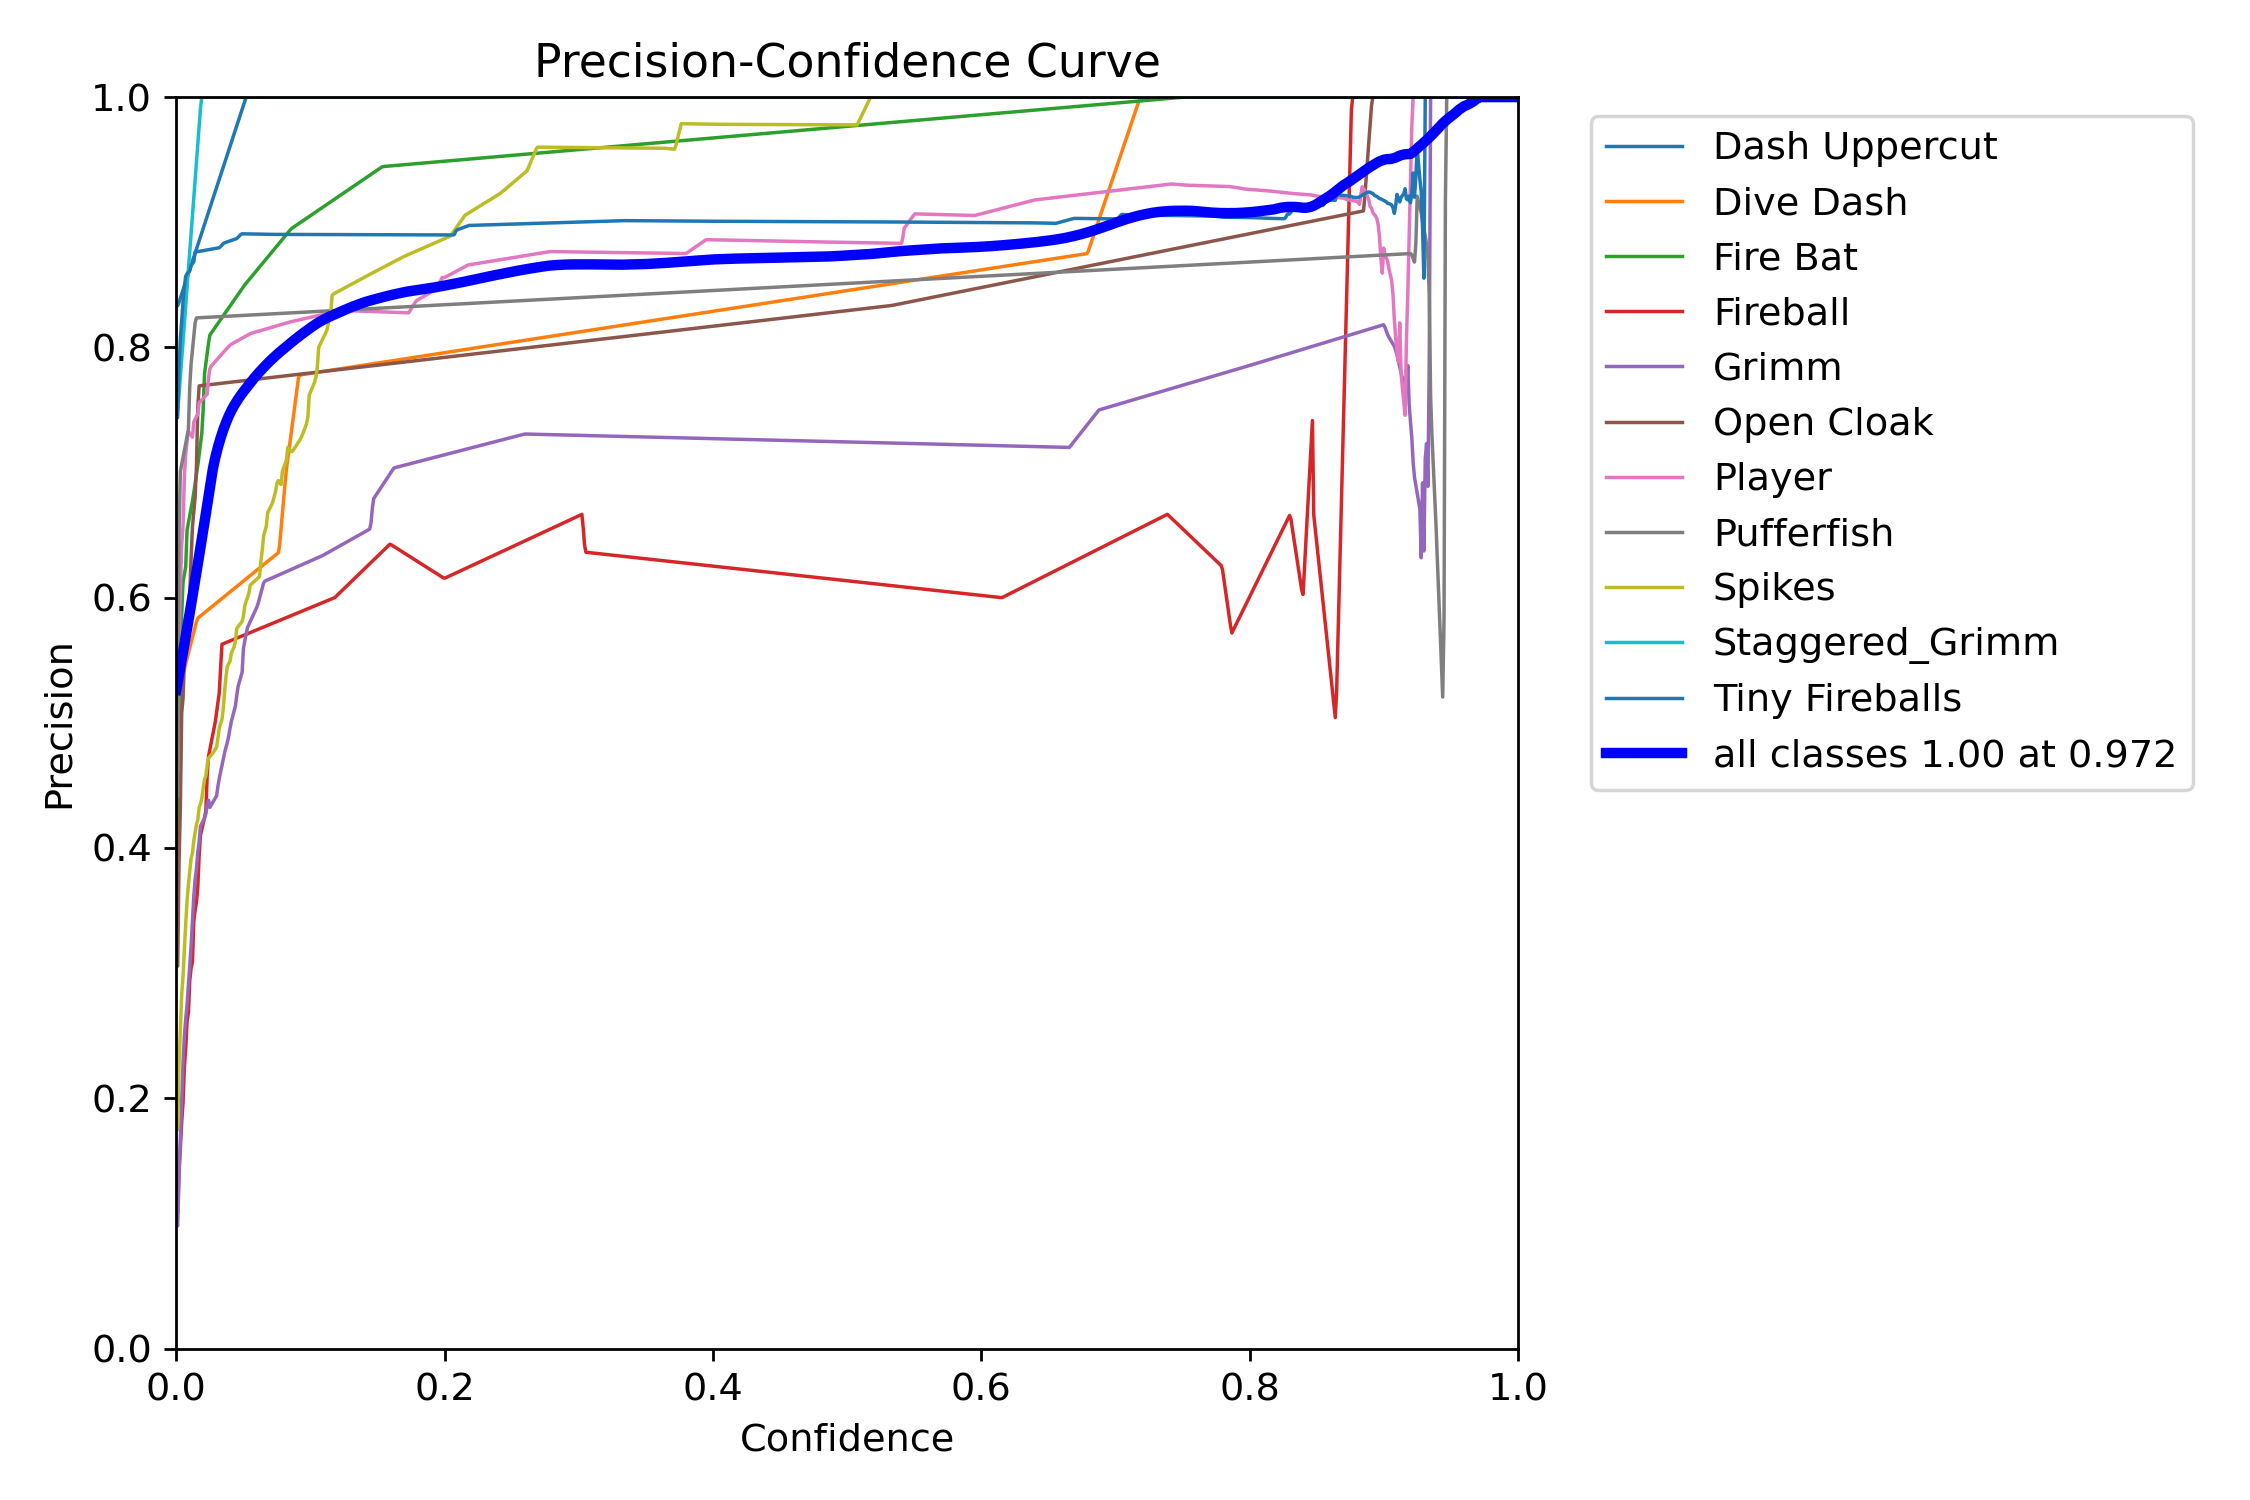 Precision-Confidence Curve
1.0
0.8
0.6
0.4
0.2
0.0
Precision
0.0 0.2 0.4 0.6 0.8 1.0
Confidence
Dash Uppercut
Dive Dash
Fire Bat
Fireball
Grimm
Open Cloak
Player
Pufferfish
Spikes
Staggered_Grimm
Tiny Fireballs
all classes 1.00 at 0.972